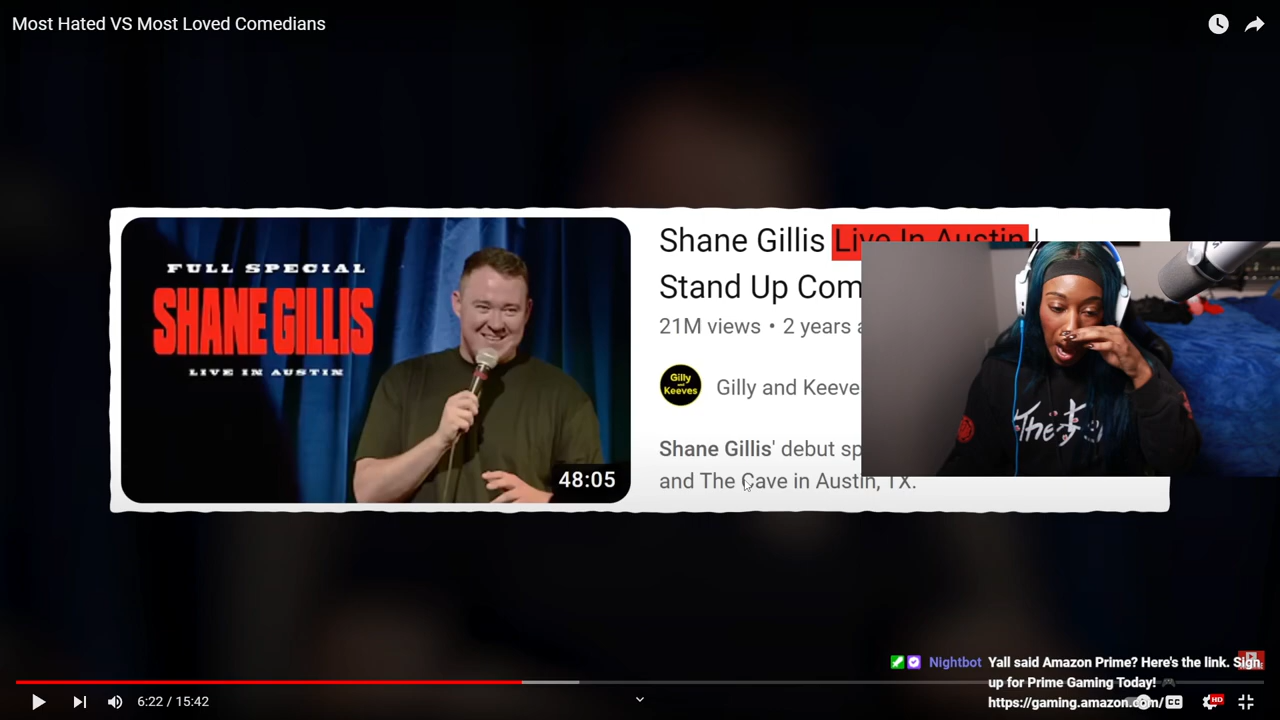 Most Hated VS Most Loved Comedians
FULL SPECIAL
SHANE GILLIS
LIVE IN AUSTIN
48:05
Shane Gillis Live In Austin |
Stand Up Com
21M views • 2 years a
Gilly and Keeves
Gilly and Keeve
Shane Gillis' debut sp
and The Cave in Austin, TX.
The
Nightbot Yall said Amazon Prime? Here's the link. Sign
up for Prime Gaming Today! 🎮
https://gaming.amazon.com/
6:22 / 15:42
CC
HD